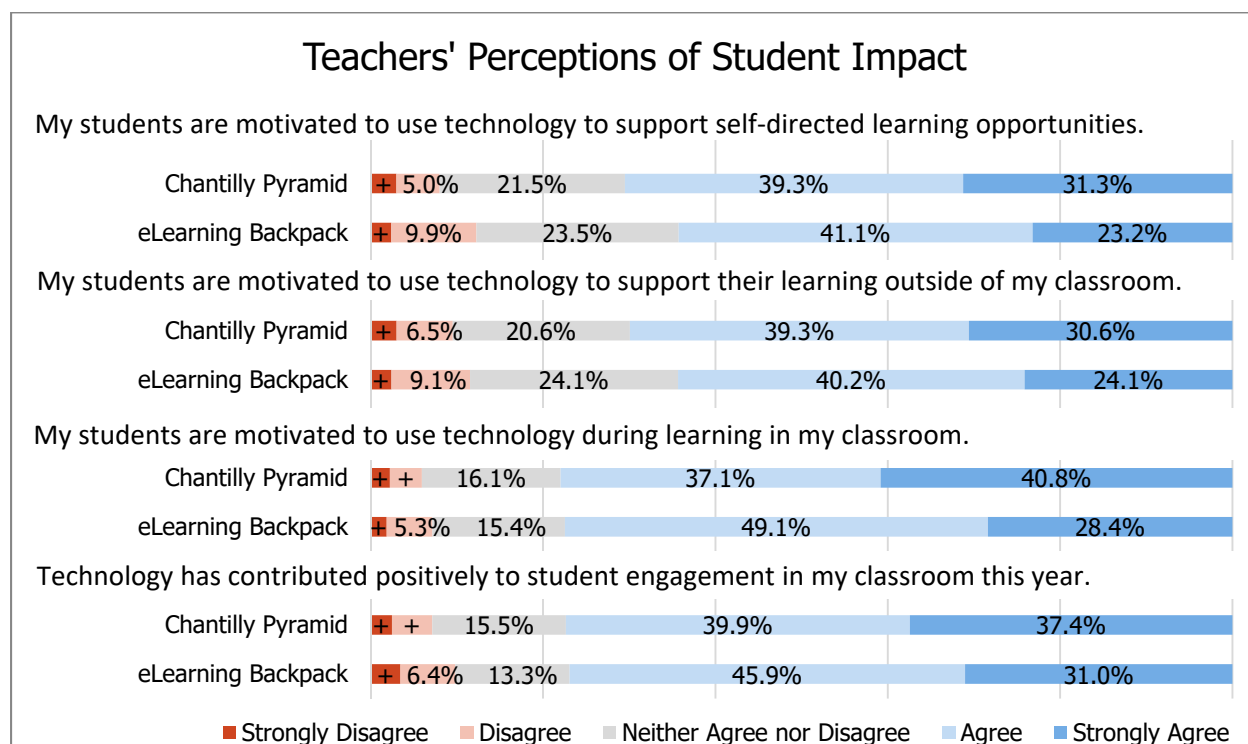 Teachers' Perceptions of Student Impact
My students are motivated to use technology to support self-directed learning opportunities.
Chantilly Pyramid + 5.0% 21.5% 39.3% 31.3%
eLearning Backpack + 9.9% 23.5% 41.1% 23.2%
My students are motivated to use technology to support their learning outside of my classroom.
Chantilly Pyramid + 6.5% 20.6% 39.3% 30.6%
eLearning Backpack + 9.1% 24.1% 40.2% 24.1%
My students are motivated to use technology during learning in my classroom.
Chantilly Pyramid + + 16.1% 37.1% 40.8%
eLearning Backpack + 5.3% 15.4% 49.1% 28.4%
Technology has contributed positively to student engagement in my classroom this year.
Chantilly Pyramid + + 15.5% 39.9% 37.4%
eLearning Backpack + 6.4% 13.3% 45.9% 31.0%
Strongly Disagree Disagree Neither Agree nor Disagree Agree Strongly Agree